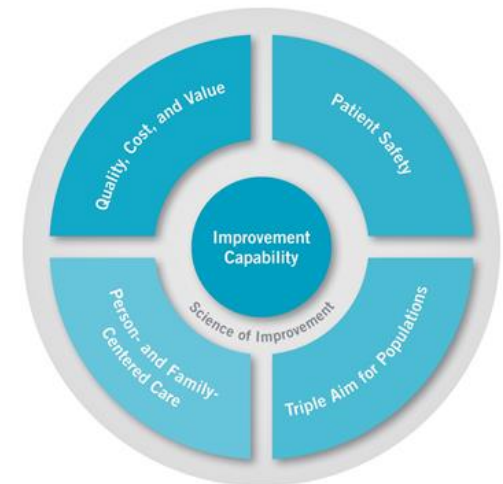 Quality, Cost, and Value
Patient Safety
Improvement
Capability
Science of Improvement
Person- and Family-
Centered Care
Triple Aim for Populations